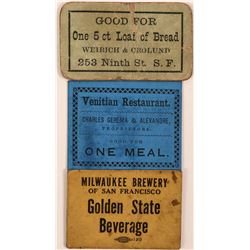 GOOD FOR
One 5 ct Loaf of Bread
WEIRICH & CROLUND
253 Ninth St. S. F.
Venitian Restaurant.
CHARLES GEREMIA & ALEXANDRE,
PROPRIETORS.
GOOD FOR
ONE MEAL.
MILWAUKEE BREWERY
OF SAN FRANCISCO
Golden State
Beverage